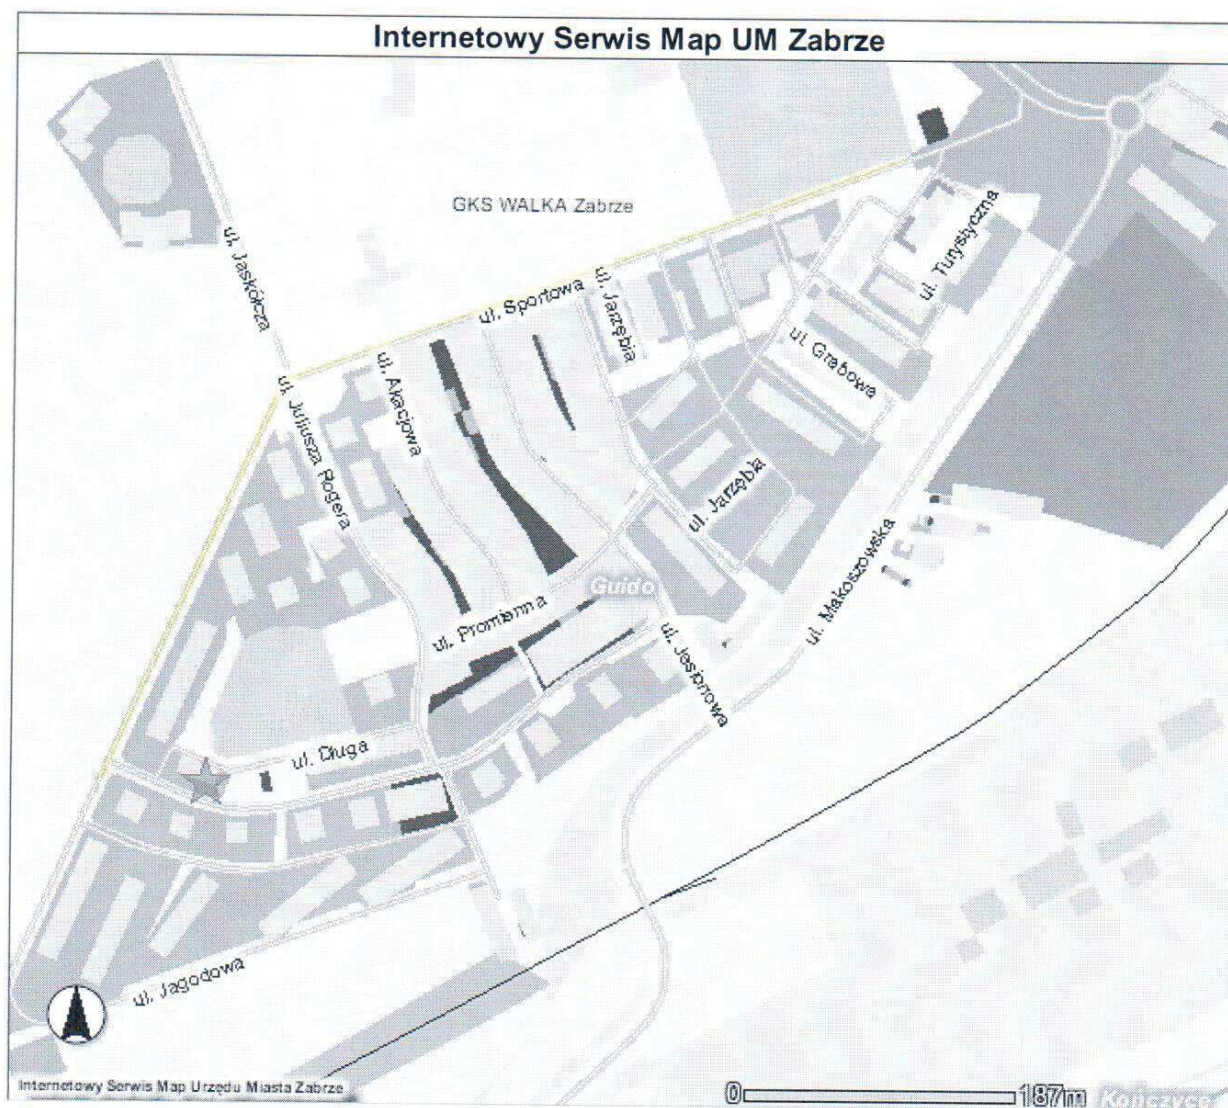 Internetowy Serwis Map UM Zabrze
GKS WALKA Zabrze
ul. Jaskółcza
ul. Turystyczna
ul. Sportowa
ul. Jarzębia
ul. Grabowa
ul. Akacjowa
ul. Juliusza Rogera
ul. Jarzębia
ul. Makoszowska
Guido
ul. Promienna
ul. Jesionowa
ul. Długa
ul. Jagodowa
Internetowy Serwis Map Urzędu Miasta Zabrze
0 187m
Kończyce